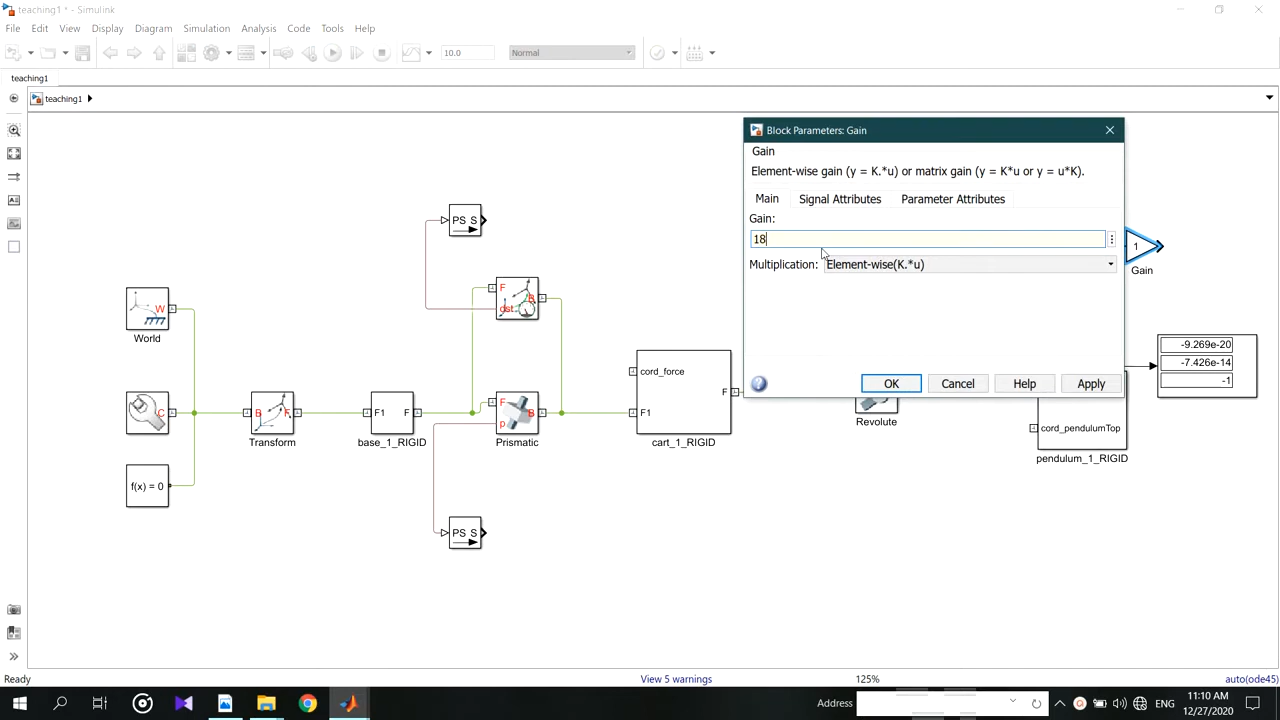 teaching1 * - Simulink
File Edit View Display Diagram Simulation Analysis Code Tools Help
10.0
Normal
teaching1
teaching1
Block Parameters: Gain
Gain
Element-wise gain (y = K.*u) or matrix gain (y = K*u or y = u*K).
Main Signal Attributes Parameter Attributes
Gain:
18
Multiplication: Element-wise(K.*u)
OK Cancel Help Apply
1
Gain
PS S
F
B
dst
W
World
-9.269e-20
-7.426e-14
-1
cord_force
F
F1
cart_1_RIGID
C
B F
Transform
F1 F
base_1_RIGID
F
B
p
Prismatic
Revolute
cord_pendulumTop
pendulum_1_RIGID
f(x) = 0
PS S
Ready
View 5 warnings
125%
auto(ode45)
Address
ENG
11:10 AM
12/27/2020